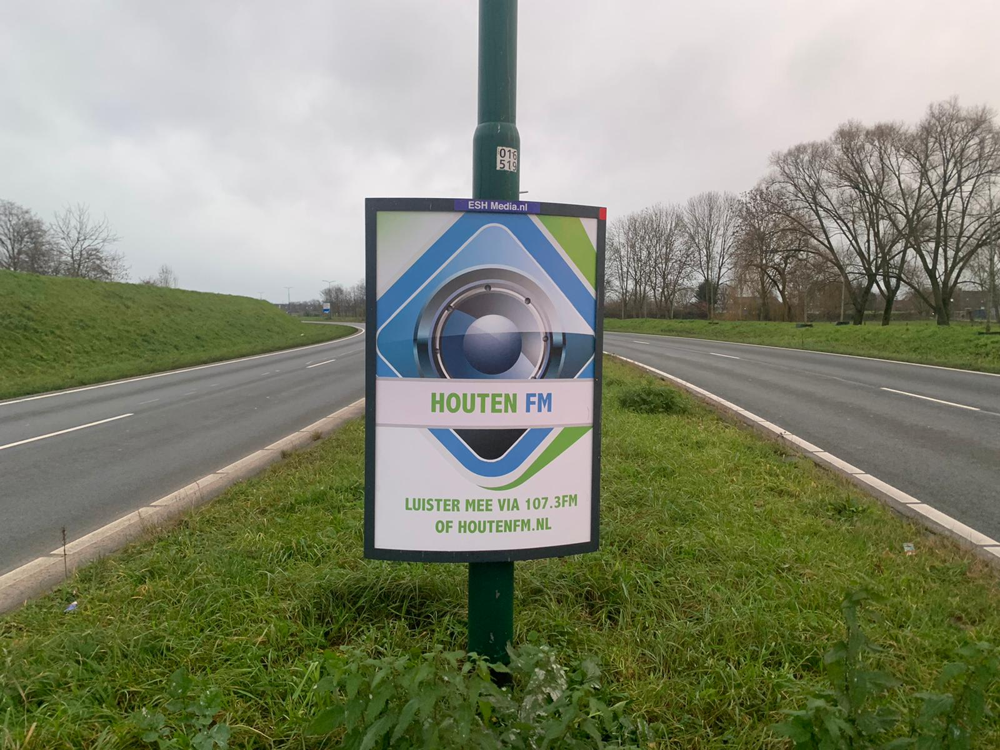 016
519
ESH Media.nl
HOUTEN FM
LUISTER MEE VIA 107.3FM
OF HOUTENFM.NL